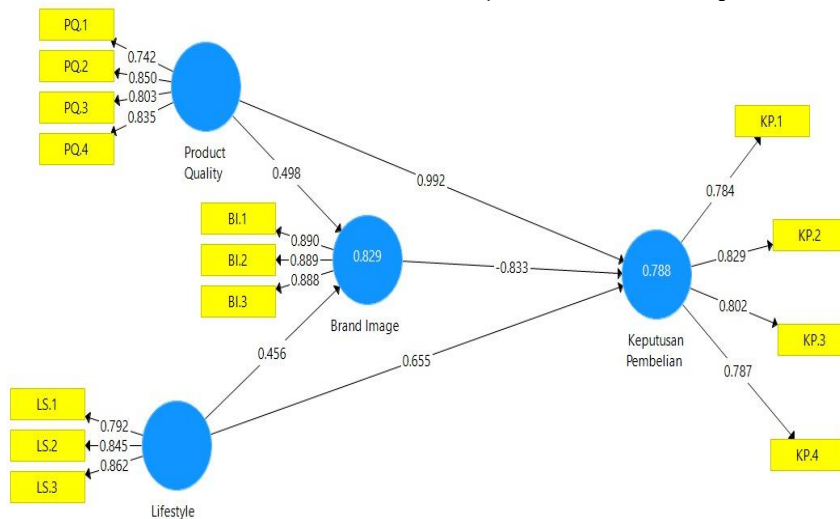 PQ.1
PQ.2
PQ.3
PQ.4
0.742
0.850
0.803
0.835
Product
Quality
0.498
0.992
BI.1
BI.2
BI.3
0.890
0.889
0.888
0.829
Brand Image
-0.833
0.456
0.655
LS.1
LS.2
LS.3
0.792
0.845
0.862
Lifestyle
0.788
Keputusan
Pembelian
0.784
0.829
0.802
0.787
KP.1
KP.2
KP.3
KP.4